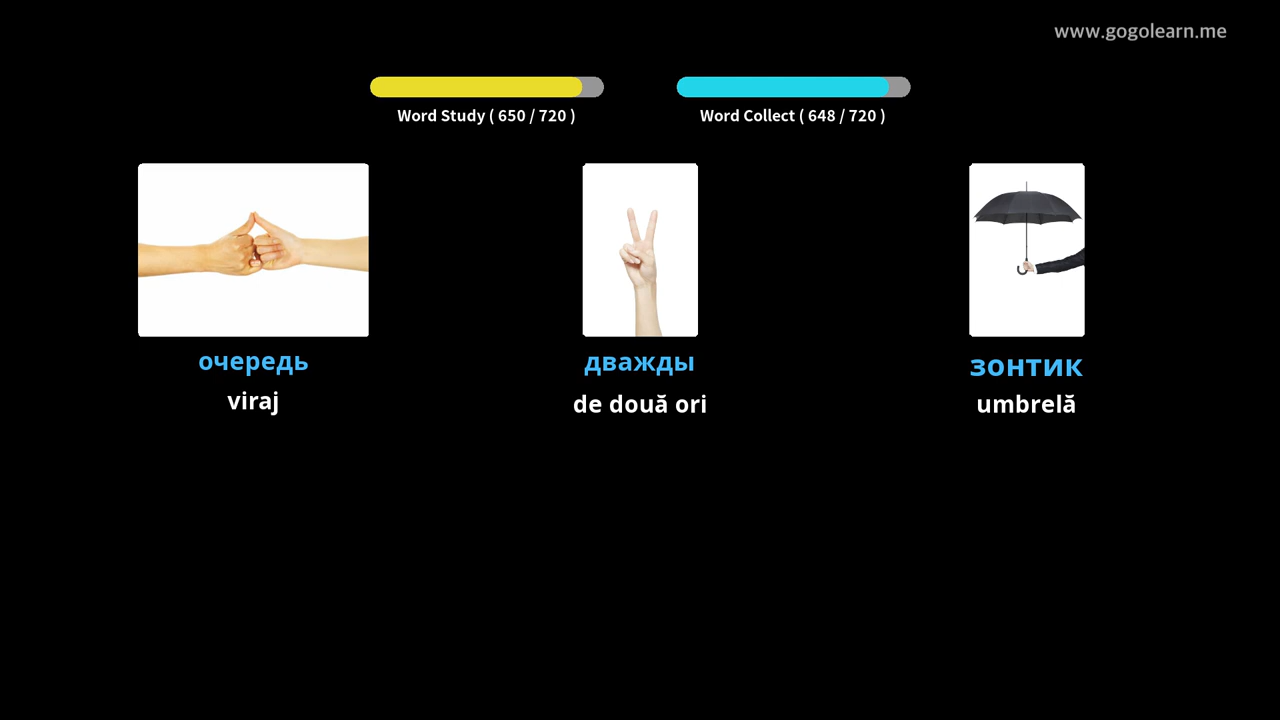 www.gogolearn.me
Word Study ( 650 / 720 )
Word Collect ( 648 / 720 )
очередь
viraj
дважды
de două ori
зонтик
umbrelă